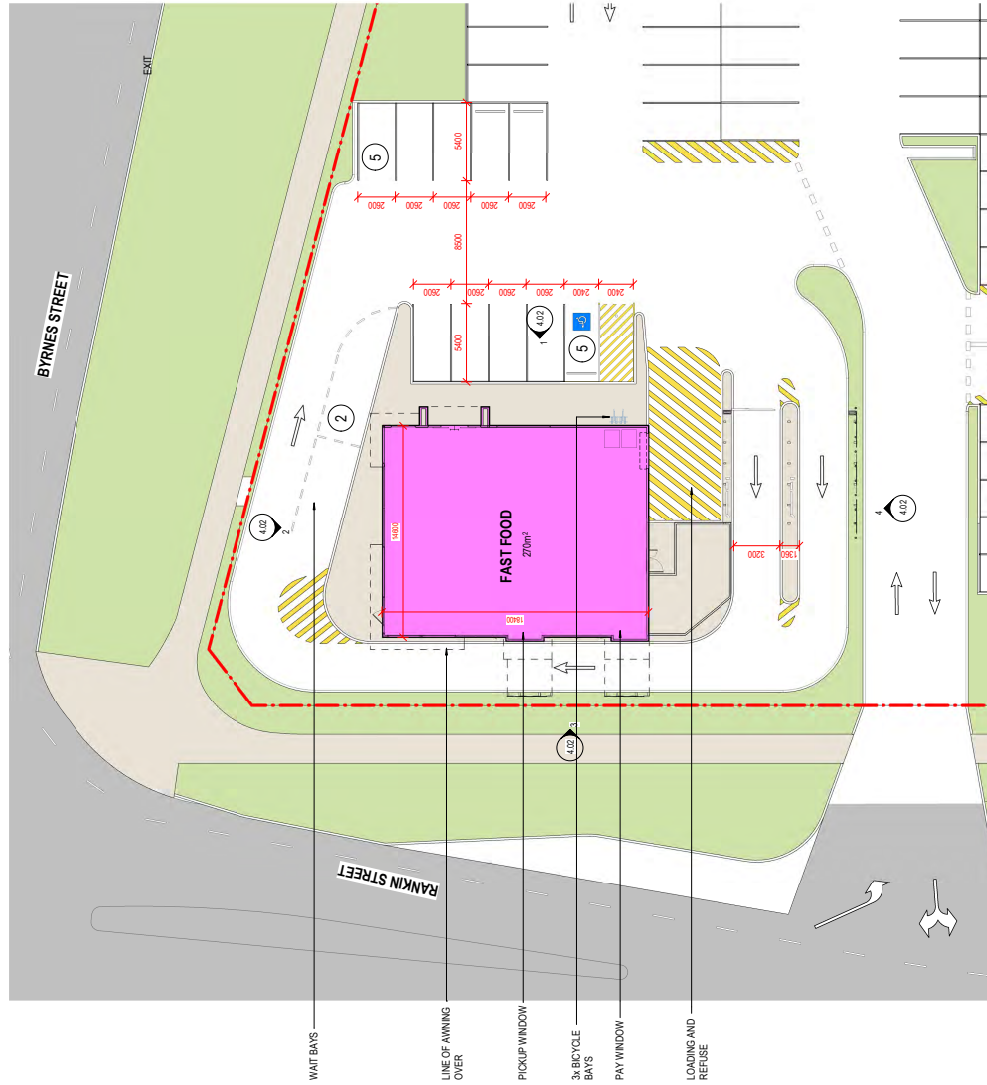 EXIT
BYRNES STREET
5
5400
2600
2600
2600
2600
2600
8500
2600
2600
2600
2600
2400
2400
5400
4.02
1
5
2
4.02
2
14600
FAST FOOD
270m²
18400
3200
1360
4
4.02
4.02
3
RANKIN STREET
WAIT BAYS
LINE OF AWNING
OVER
PICKUP WINDOW
3x BICYCLE
BAYS
PAY WINDOW
LOADING AND
REFUSE